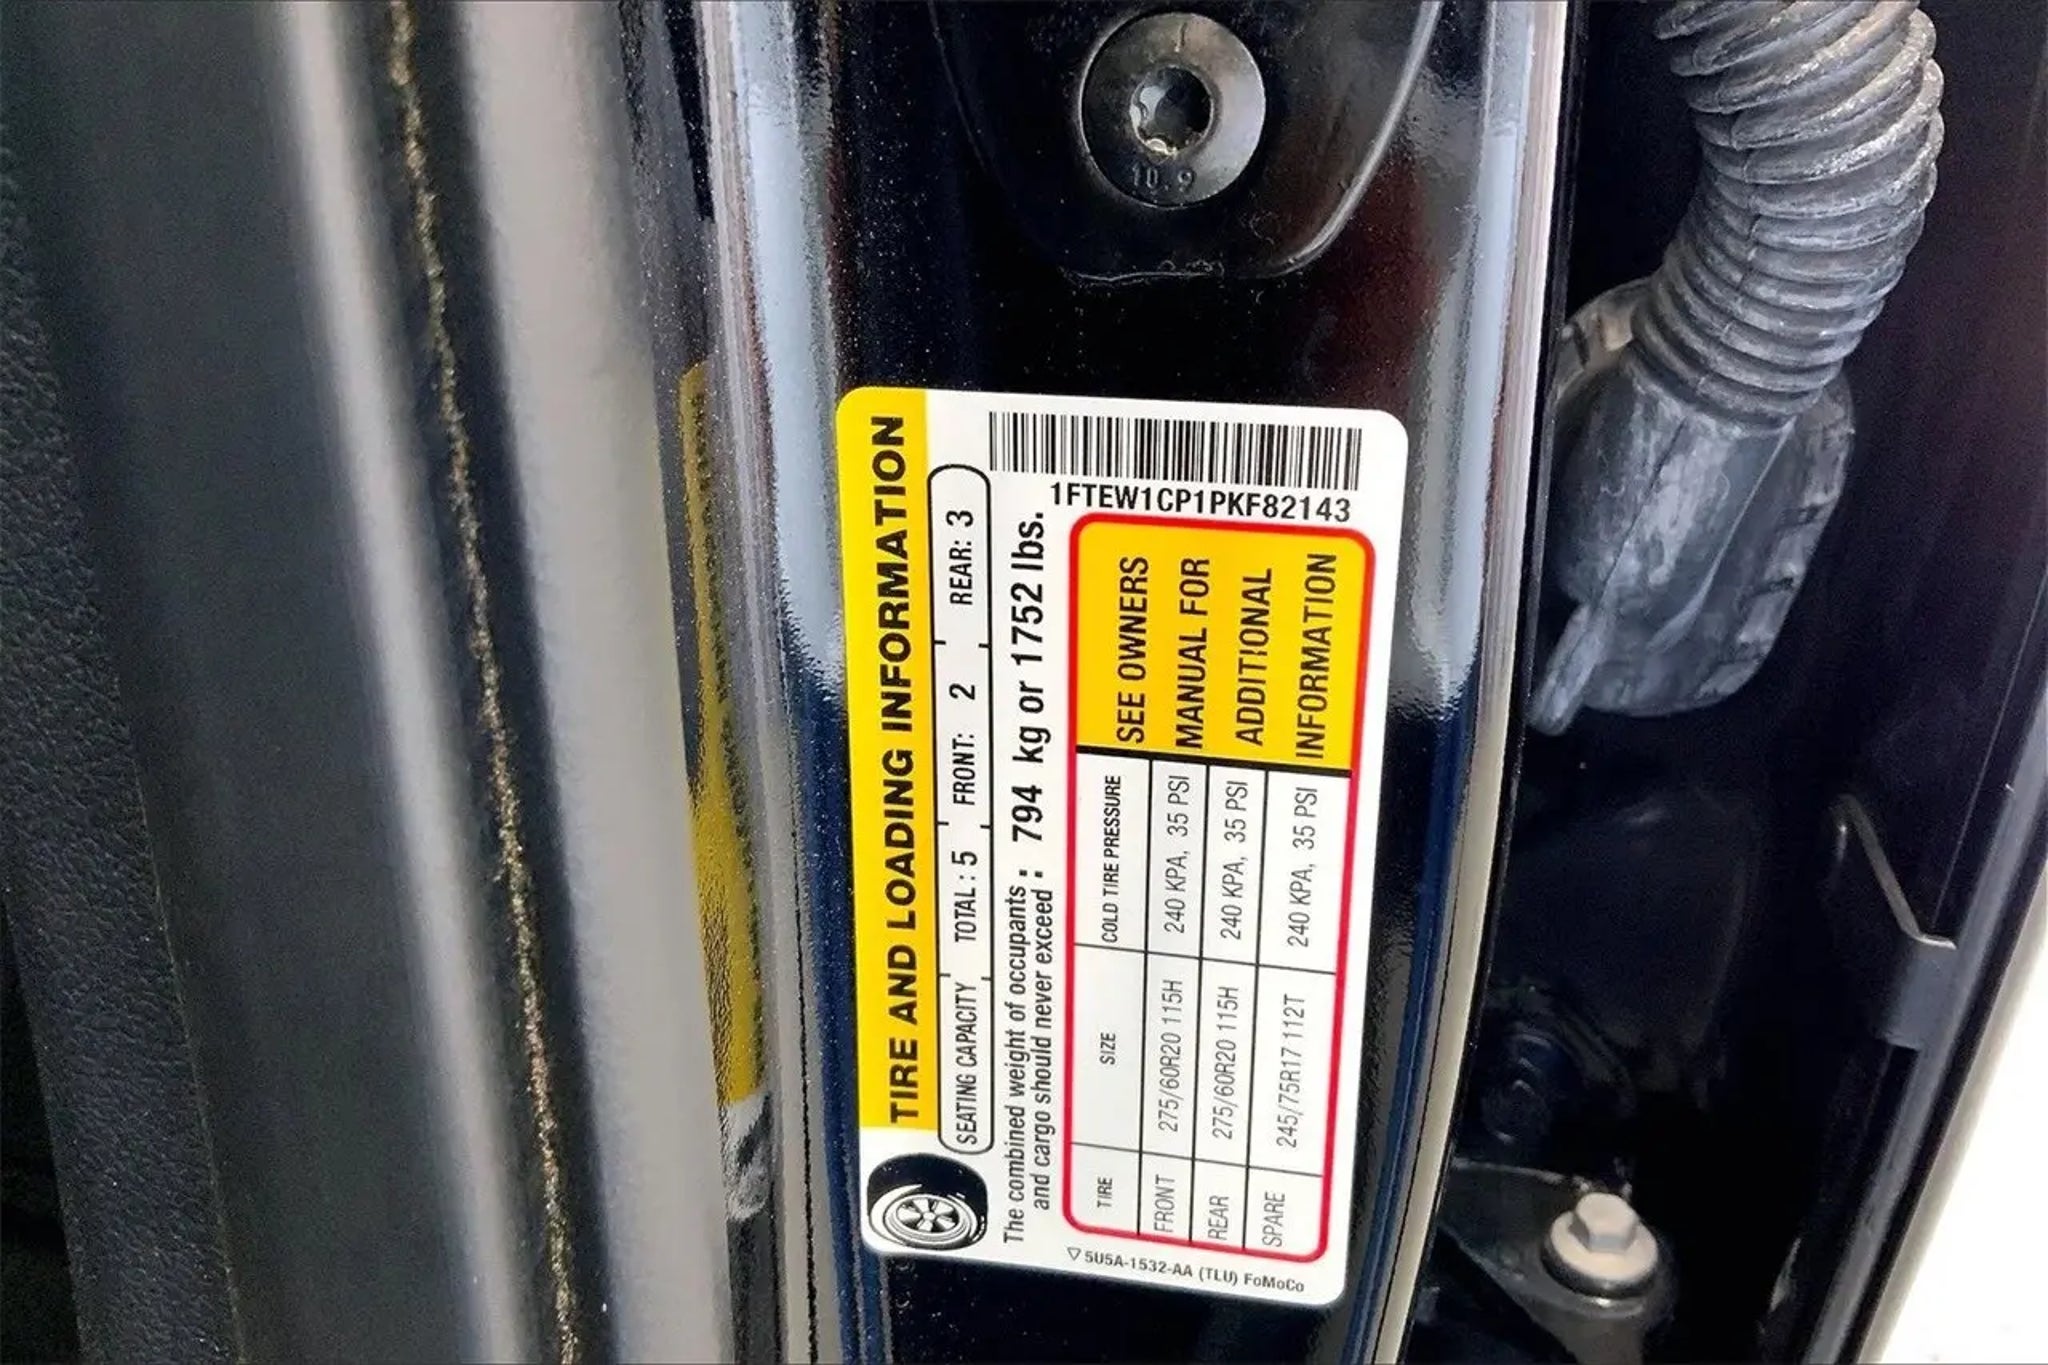 10.9
TIRE AND LOADING INFORMATION
SEATING CAPACITY TOTAL : 5 FRONT: 2 REAR: 3
The combined weight of occupants
and cargo should never exceed : 794 kg or 1752 lbs.
1FTEW1CP1PKF82143
TIRE SIZE COLD TIRE PRESSURE
FRONT 275/60R20 115H 240 KPA, 35 PSI
REAR 275/60R20 115H 240 KPA, 35 PSI
SPARE 245/75R17 112T 240 KPA, 35 PSI
SEE OWNERS
MANUAL FOR
ADDITIONAL
INFORMATION
5U5A-1532-AA (TLU) FoMoCo